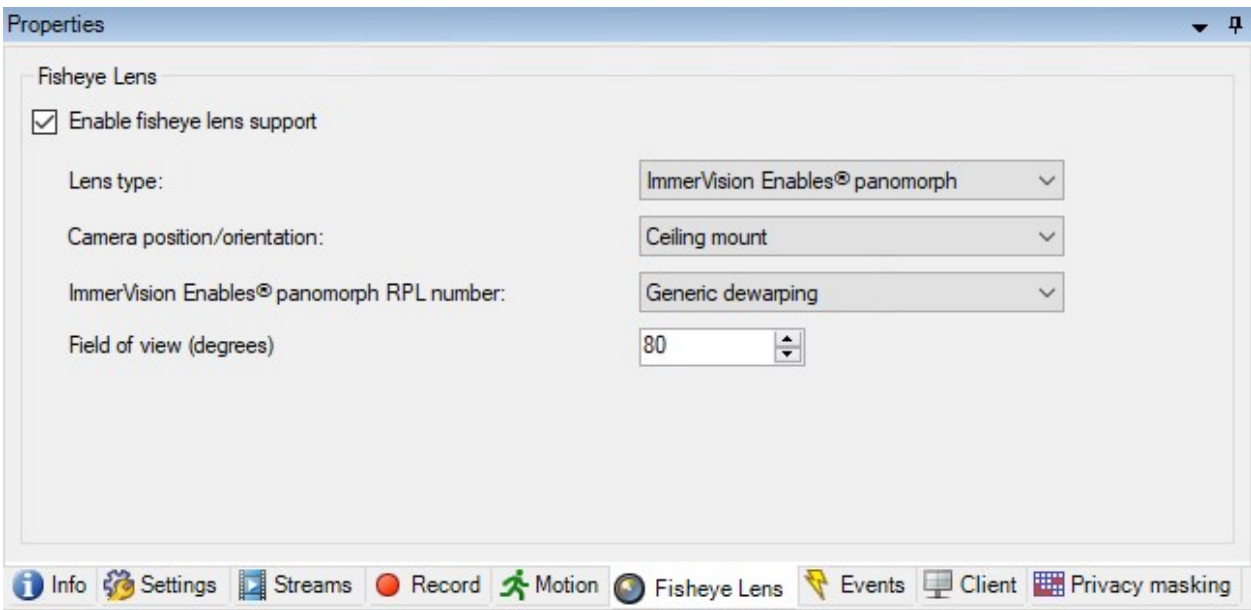 Properties
Fisheye Lens
Enable fisheye lens support
Lens type: ImmerVision Enables® panomorph
Camera position/orientation: Ceiling mount
ImmerVision Enables® panomorph RPL number: Generic dewarping
Field of view (degrees) 80
Info Settings Streams Record Motion Fisheye Lens Events Client Privacy masking